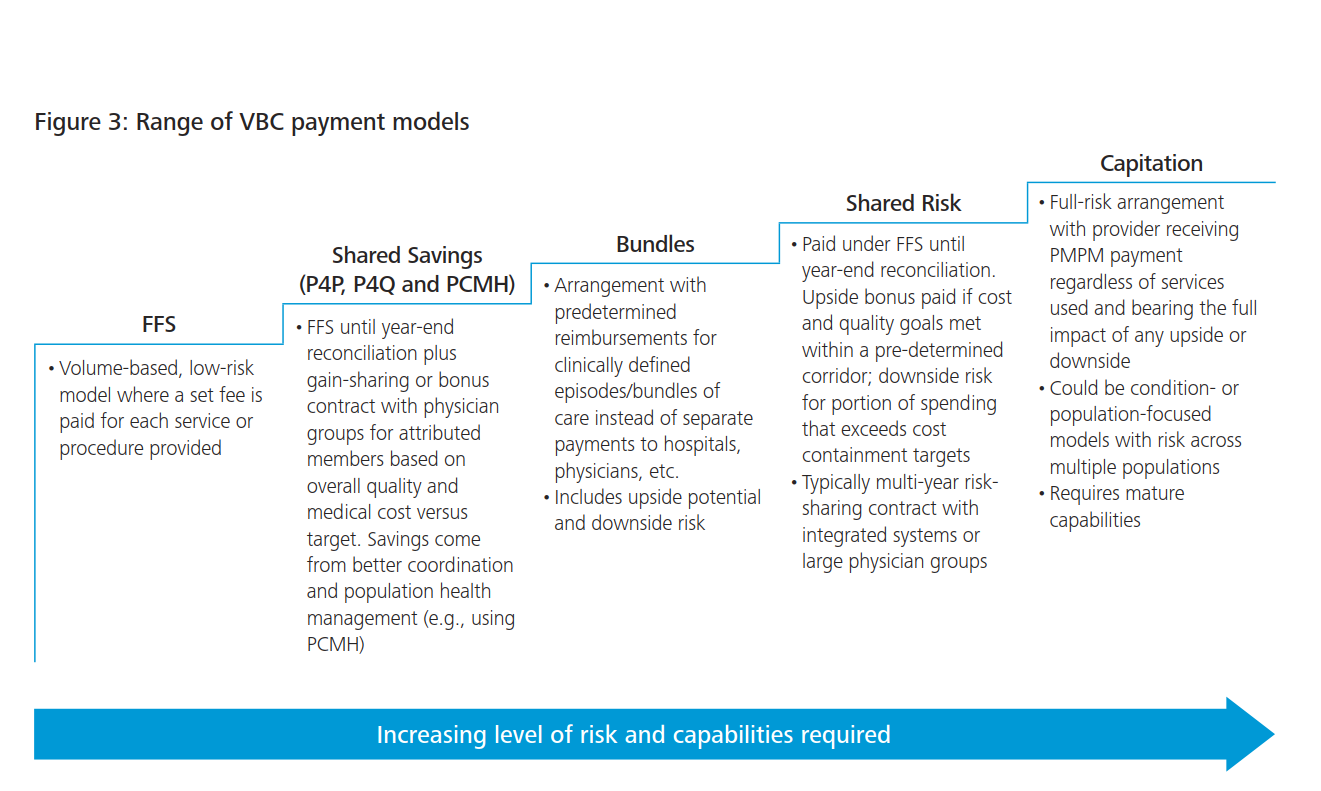 Figure 3: Range of VBC payment models
FFS
• Volume-based, low-risk
model where a set fee is
paid for each service or
procedure provided
Shared Savings
(P4P, P4Q and PCMH)
• FFS until year-end
reconciliation plus
gain-sharing or bonus
contract with physician
groups for attributed
members based on
overall quality and
medical cost versus
target. Savings come
from better coordination
and population health
management (e.g., using
PCMH)
Bundles
• Arrangement with
predetermined
reimbursements for
clinically defined
episodes/bundles of
care instead of separate
payments to hospitals,
physicians, etc.
• Includes upside potential
and downside risk
Shared Risk
• Paid under FFS until
year-end reconciliation.
Upside bonus paid if cost
and quality goals met
within a pre-determined
corridor; downside risk
for portion of spending
that exceeds cost
containment targets
• Typically multi-year risk-
sharing contract with
integrated systems or
large physician groups
Capitation
• Full-risk arrangement
with provider receiving
PMPM payment
regardless of services
used and bearing the full
impact of any upside or
downside
• Could be condition- or
population-focused
models with risk across
multiple populations
• Requires mature
capabilities
Increasing level of risk and capabilities required